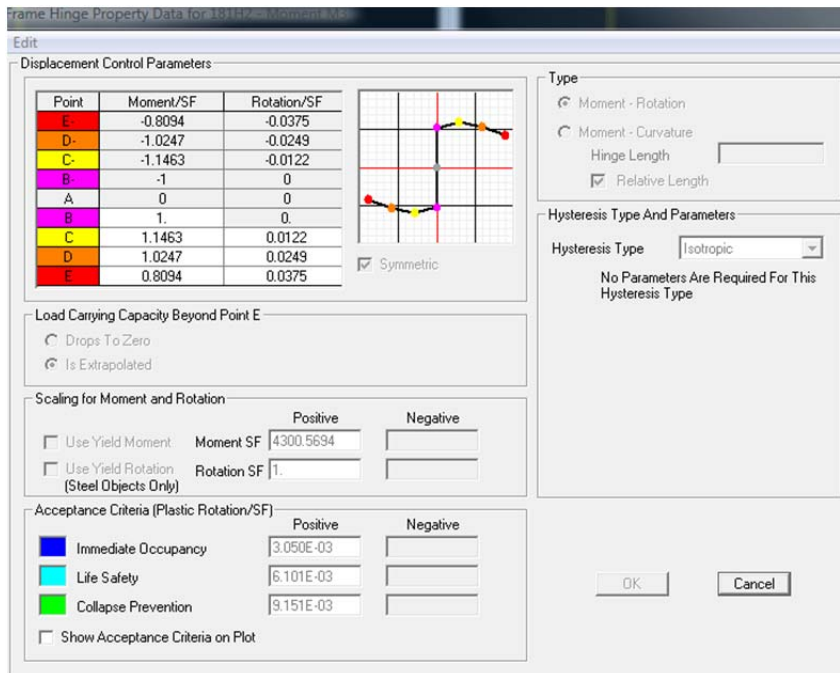 Frame Hinge Property Data for 181H2 - Moment M3
Edit
Displacement Control Parameters
Point Moment/SF Rotation/SF
E- -0.8094 -0.0375
D- -1.0247 -0.0249
C- -1.1463 -0.0122
B- -1 0
A 0 0
B 1. 0.
C 1.1463 0.0122
D 1.0247 0.0249
E 0.8094 0.0375
Symmetric
Load Carrying Capacity Beyond Point E
Drops To Zero
Is Extrapolated
Scaling for Moment and Rotation
Positive Negative
Use Yield Moment Moment SF 4300.5694
Use Yield Rotation Rotation SF 1.
(Steel Objects Only)
Acceptance Criteria (Plastic Rotation/SF)
Positive Negative
Immediate Occupancy 3.050E-03
Life Safety 6.101E-03
Collapse Prevention 9.151E-03
Show Acceptance Criteria on Plot
Type
Moment - Rotation
Moment - Curvature
Hinge Length
Relative Length
Hysteresis Type And Parameters
Hysteresis Type Isotropic
No Parameters Are Required For This
Hysteresis Type
OK Cancel